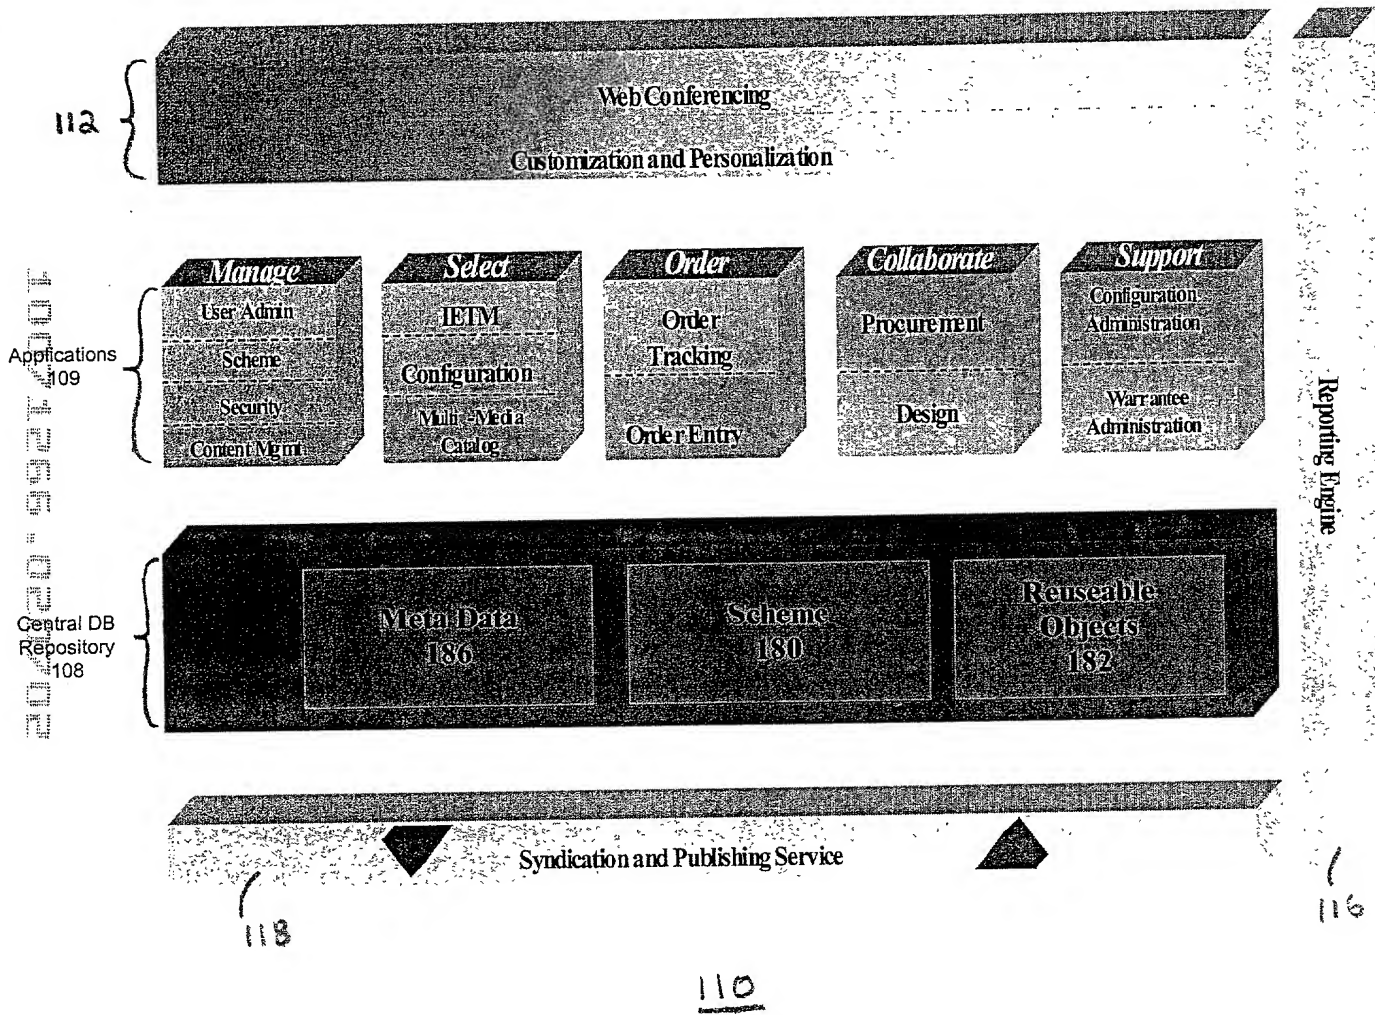 112
Web Conferencing
Customization and Personalization
Manage
User Admin
Scheme
Security
Content Mgmt
Select
IETM
Configuration
Multi -Media
Catalog
Order
Order
Tracking
Order Entry
Collaborate
Procurement
Design
Support
Configuration
Administration
Warrantee
Administration
Applications
109
Reporting Engine
Central DB
Repository
108
Meta Data
186
Scheme
180
Reuseable
Objects
182
Syndication and Publishing Service
118
116
110